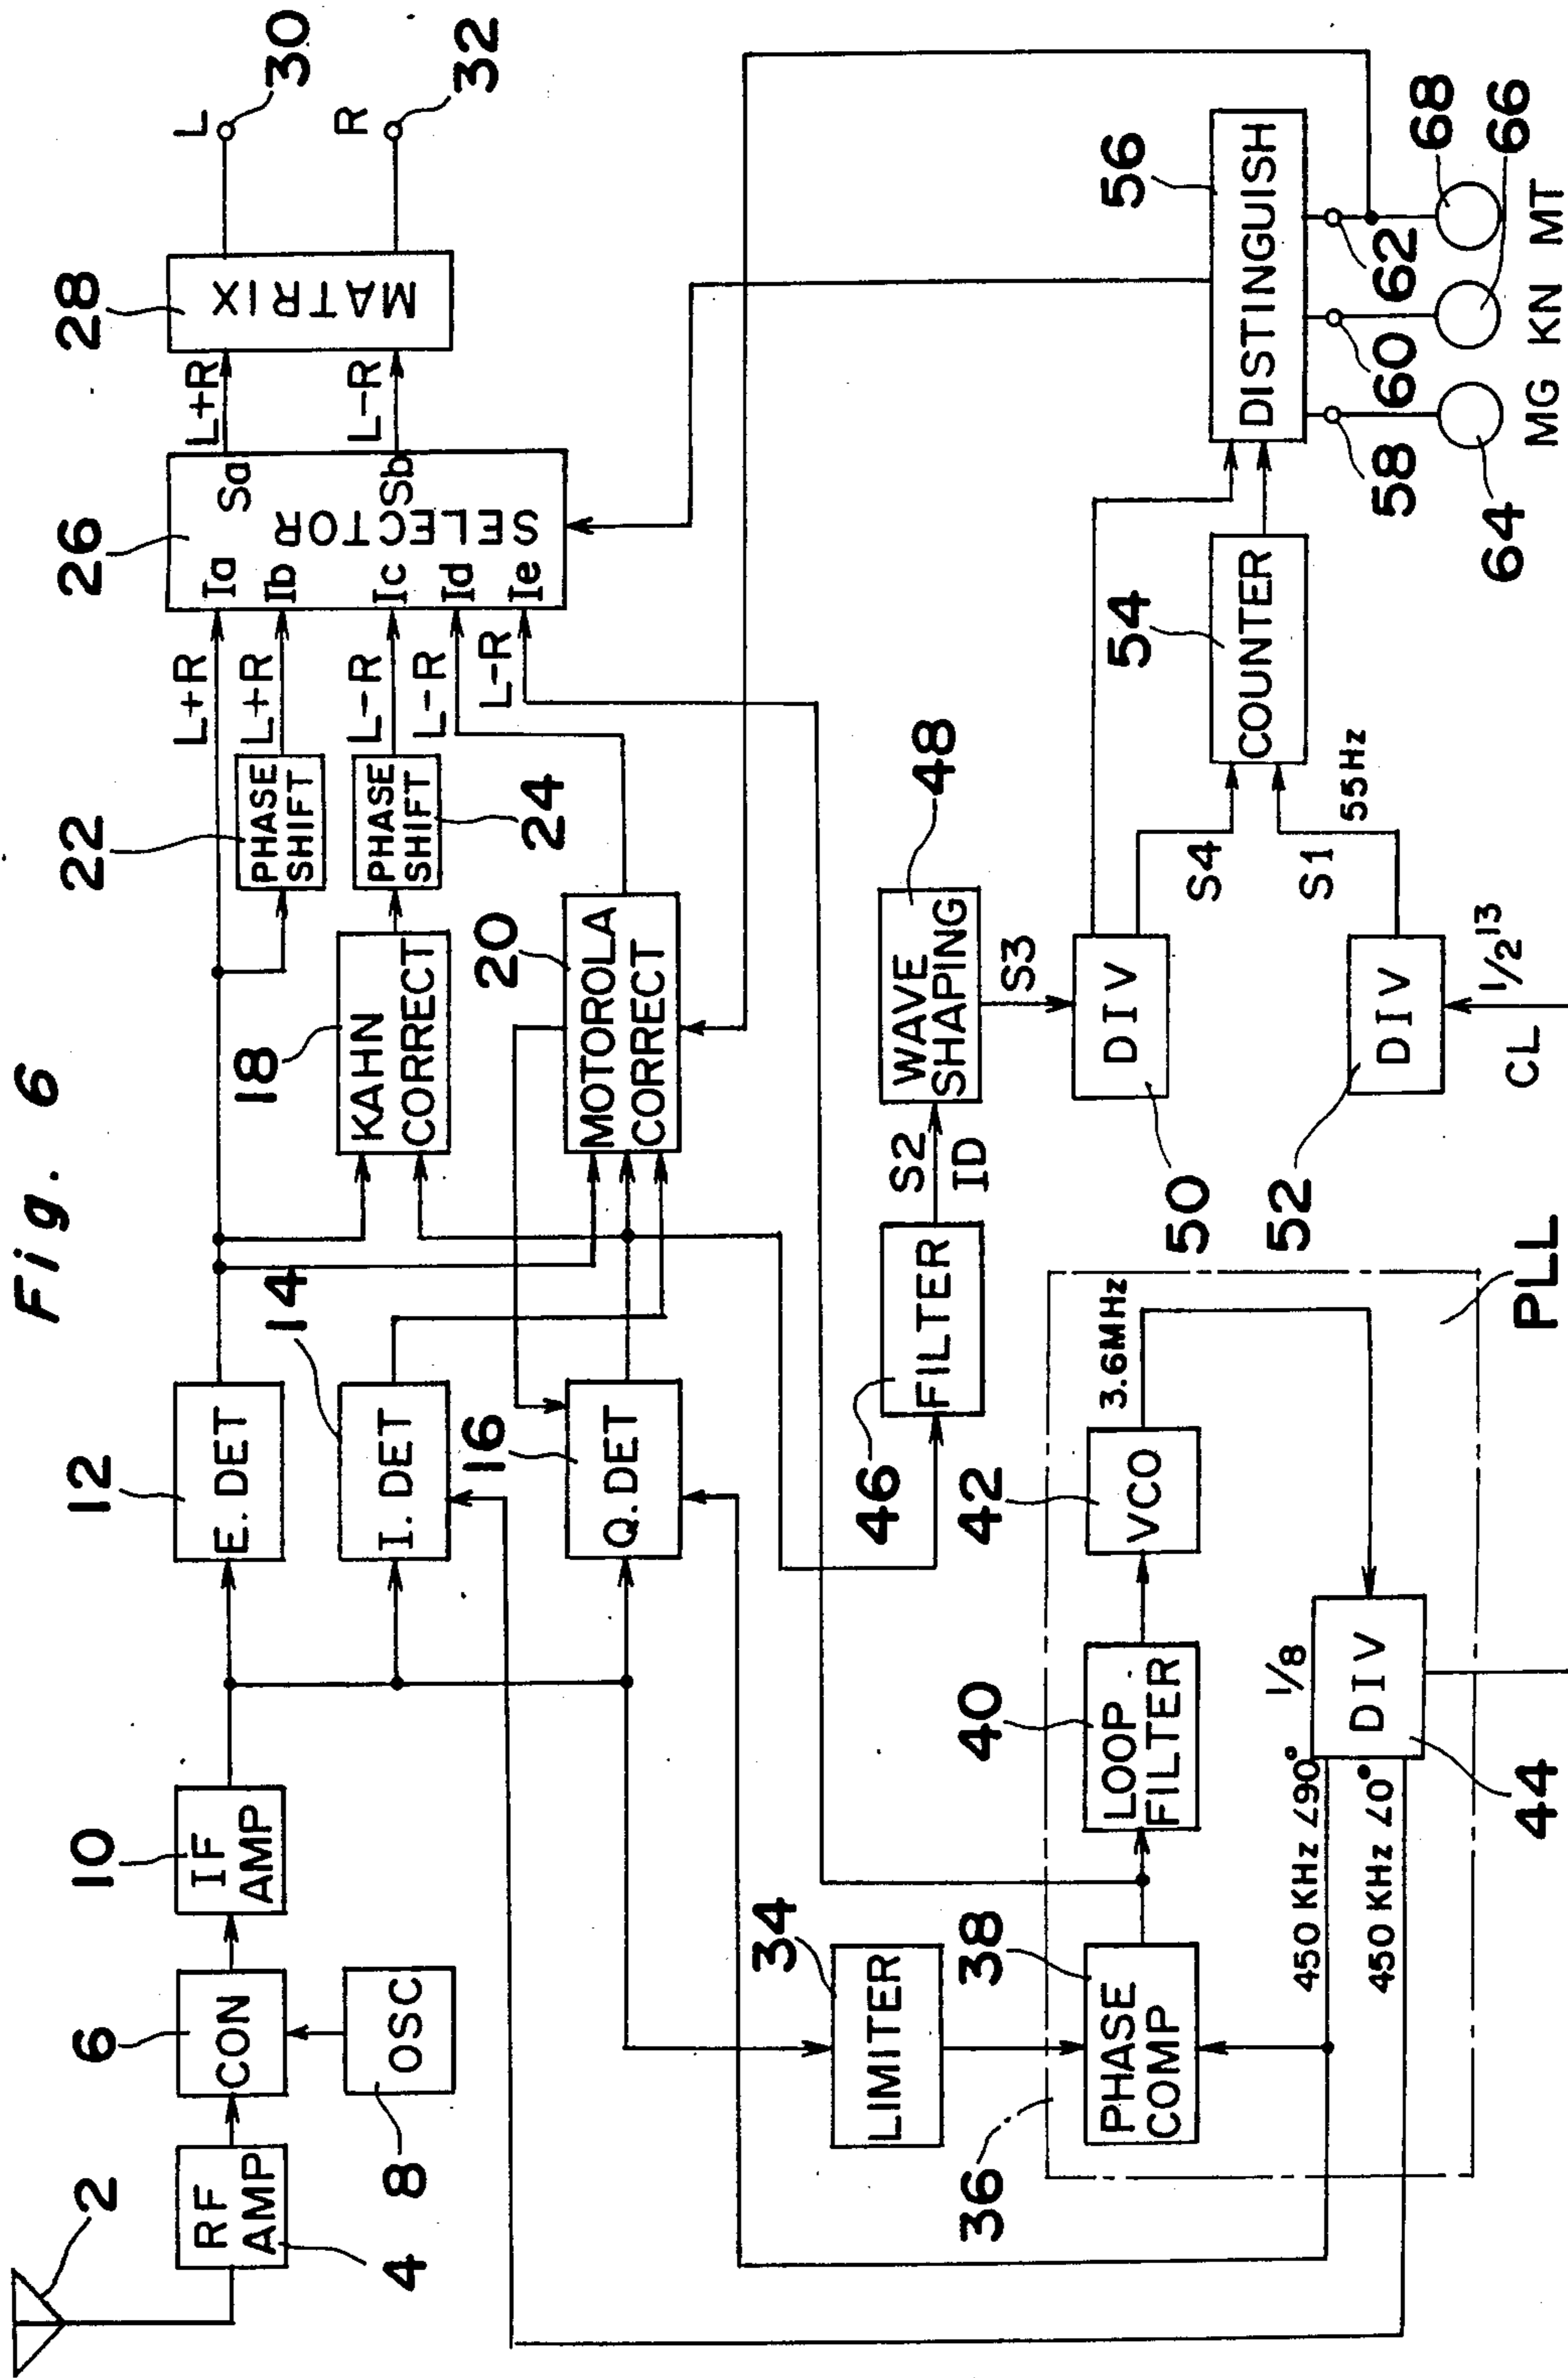 Fig. 6
2
RF
AMP
4
6
CON
OSC
8
10
IF
AMP
12
E. DET
14
I. DET
16
Q. DET
18
KAHN
CORRECT
20
MOTOROLA
CORRECT
22
PHASE
SHIFT
PHASE
SHIFT
24
L+R
L+R
L-R
L-R
L-R
26
Ia
Ib
Ic
Id
Ie
SELECTOR
Sa
Sb
L+R
L-R
28
MATRIX
L
30
R
32
34
LIMITER
36
38
PHASE
COMP
40
LOOP
FILTER
42
VCO
3.6MHz
1/8
DIV
44
450 KHz ∠90°
450 KHz ∠0°
PLL
46
FILTER
S2
ID
48
WAVE
SHAPING
S3
50
DIV
52
DIV
CL
1/2¹³
S4
S1
55Hz
54
COUNTER
56
DISTINGUISH
58
60
62
64
66
68
MG KN MT